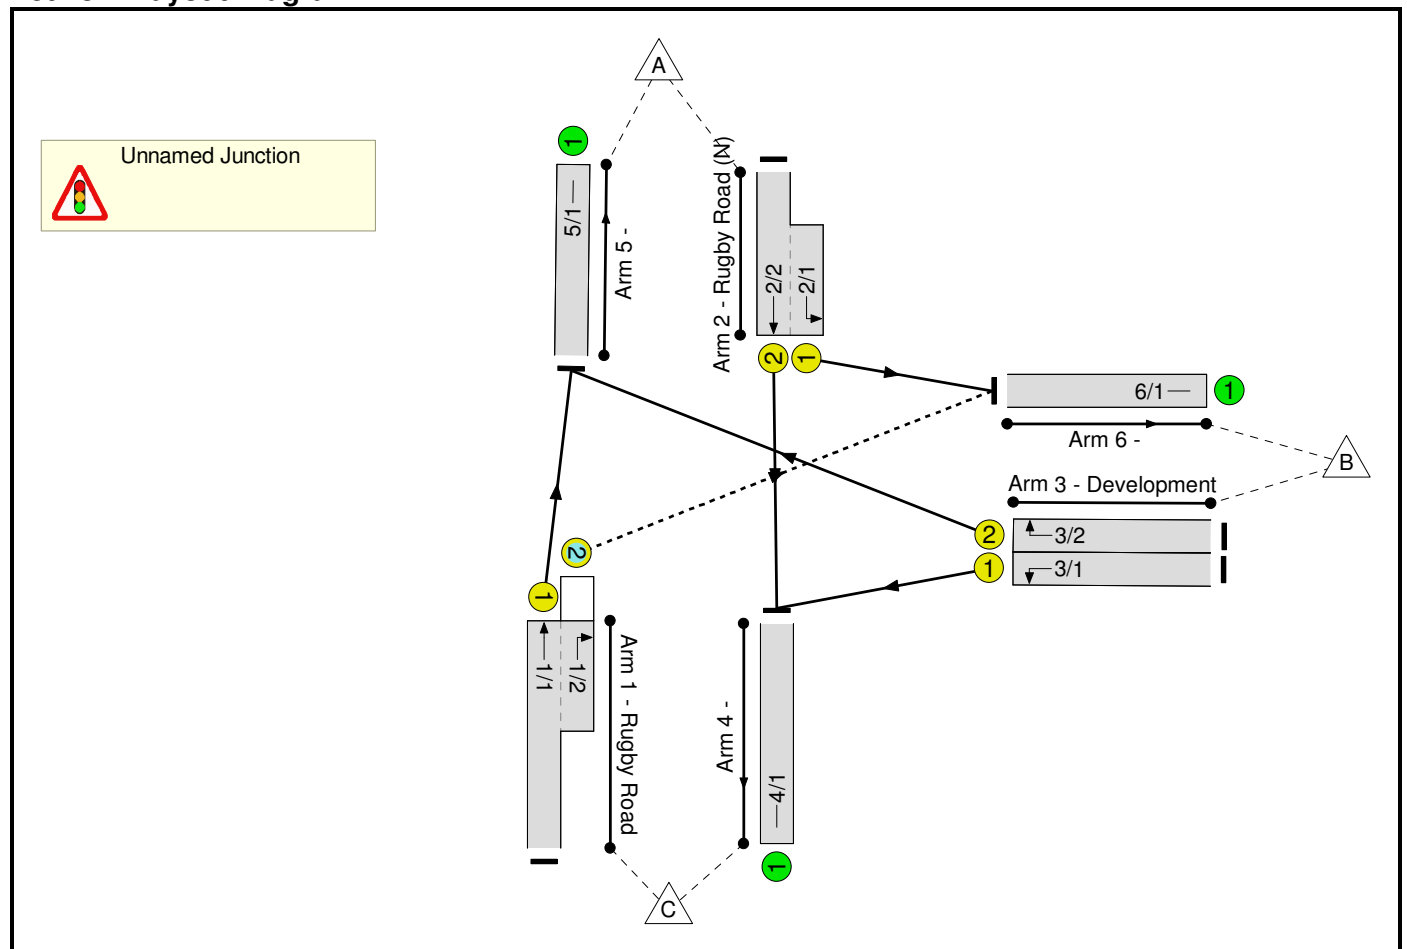 A
Unnamed Junction
1
5/1
Arm 5 -
Arm 2 - Rugby Road (N)
2/2
2/1
2
1
6/1
1
Arm 6 -
B
Arm 3 - Development
2
3/2
1
3/1
2
1
1/1
1/2
Arm 1 - Rugby Road
Arm 4 -
4/1
1
C